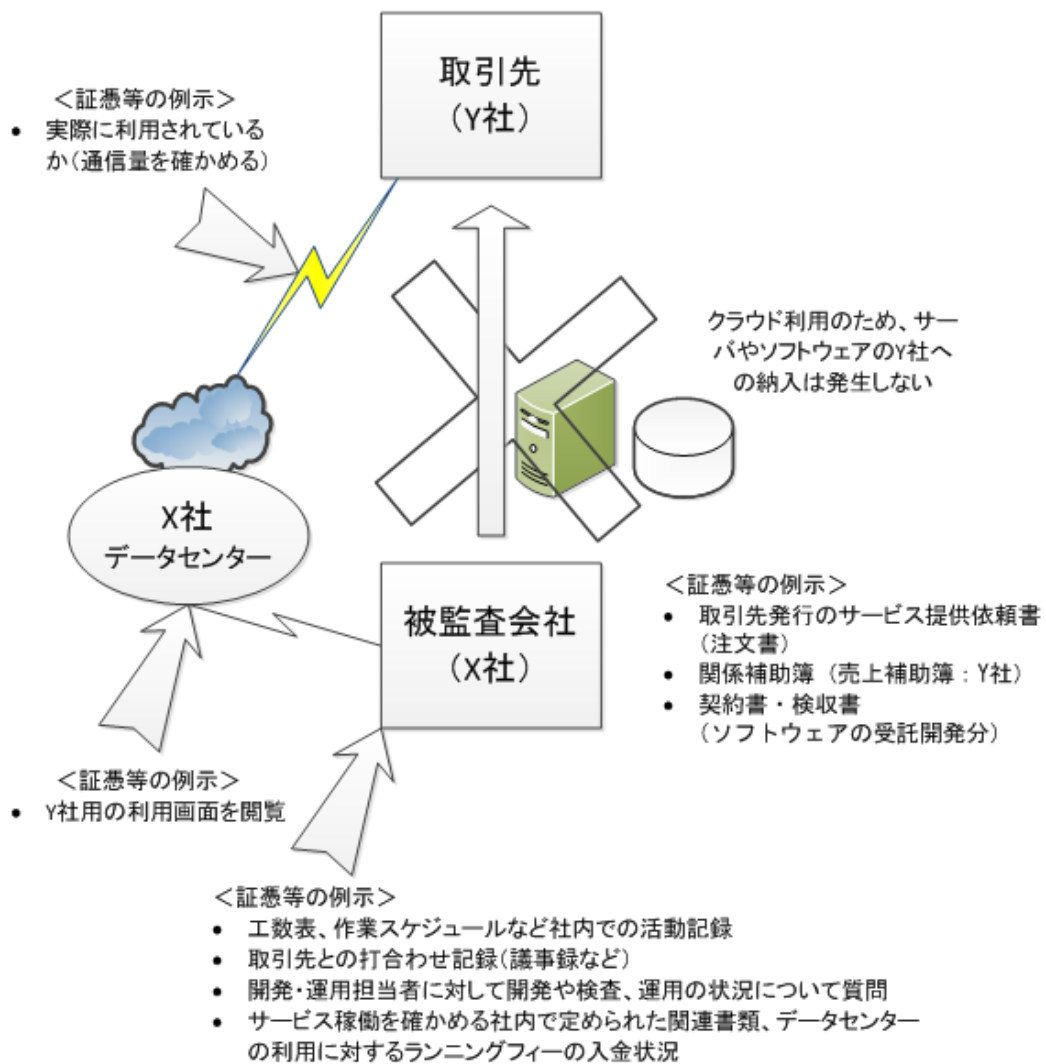 取引先
（Y社）
＜証憑等の例示＞
• 実際に利用されている
か（通信量を確かめる）
クラウド利用のため、サー
バやソフトウェアのY社へ
の納入は発生しない
X社
データセンター
被監査会社
（X社）
＜証憑等の例示＞
• 取引先発行のサービス提供依頼書
（注文書）
• 関係補助簿（売上補助簿：Y社）
• 契約書・検収書
（ソフトウェアの受託開発分）
＜証憑等の例示＞
• Y社用の利用画面を閲覧
＜証憑等の例示＞
• 工数表、作業スケジュールなど社内での活動記録
• 取引先との打合わせ記録（議事録など）
• 開発・運用担当者に対して開発や検査、運用の状況について質問
• サービス稼働を確かめる社内で定められた関連書類、データセンター
の利用に対するランニングフィーの入金状況